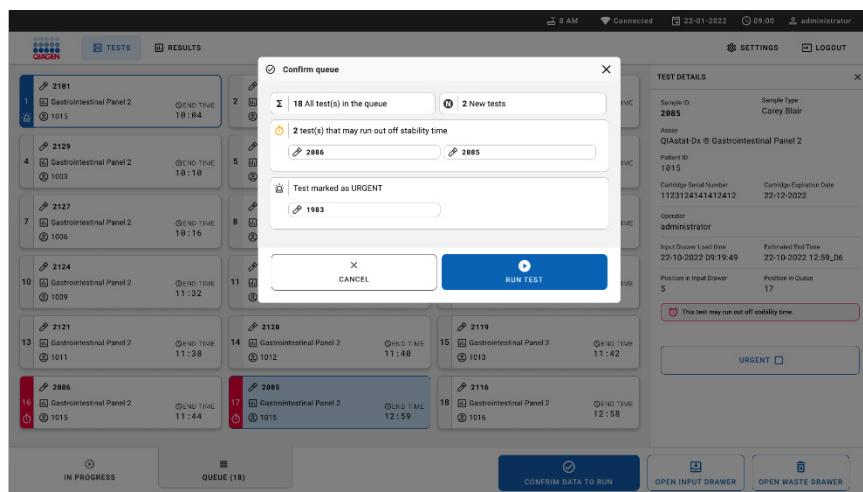 8 AM Connected 22-01-2022 09:00 administrator
QIAGEN TESTS RESULTS SETTINGS LOGOUT
Confirm queue
18 All test(s) in the queue
2 New tests
2 test(s) that may run out off stability time
2086 2085
Test marked as URGENT
1983
CANCEL
RUN TEST
1
2101
Gastrointestinal Panel 2
1015
END TIME
10:04
2
4
2129
Gastrointestinal Panel 2
1003
END TIME
10:10
5
7
2127
Gastrointestinal Panel 2
1006
END TIME
10:16
8
10
2124
Gastrointestinal Panel 2
1009
END TIME
11:32
11
13
2121
Gastrointestinal Panel 2
1011
END TIME
11:38
14
2120
Gastrointestinal Panel 2
1012
END TIME
11:40
15
2119
Gastrointestinal Panel 2
1013
END TIME
11:42
16
2086
Gastrointestinal Panel 2
1015
END TIME
11:44
17
2085
Gastrointestinal Panel 2
1015
END TIME
12:59
18
2116
Gastrointestinal Panel 2
1016
END TIME
12:58
TEST DETAILS
Sample ID
2085
Sample Type
Carey Blair
Assay
QIAstat-Dx ® Gastrointestinal Panel 2
Patient ID
1015
Cartridge Serial Number
1123124141412412
Cartridge Expiration Date
22-12-2022
Operator
administrator
Input Drawer Load time
22-10-2022 09:19:49
Estimated End Time
22-10-2022 12:59_06
Position in Input Drawer
5
Position in Queue
17
This test may run out off stability time.
URGENT
IN PROGRESS
QUEUE (18)
CONFRIM DATA TO RUN
OPEN INPUT DRAWER
OPEN WASTE DRAWER